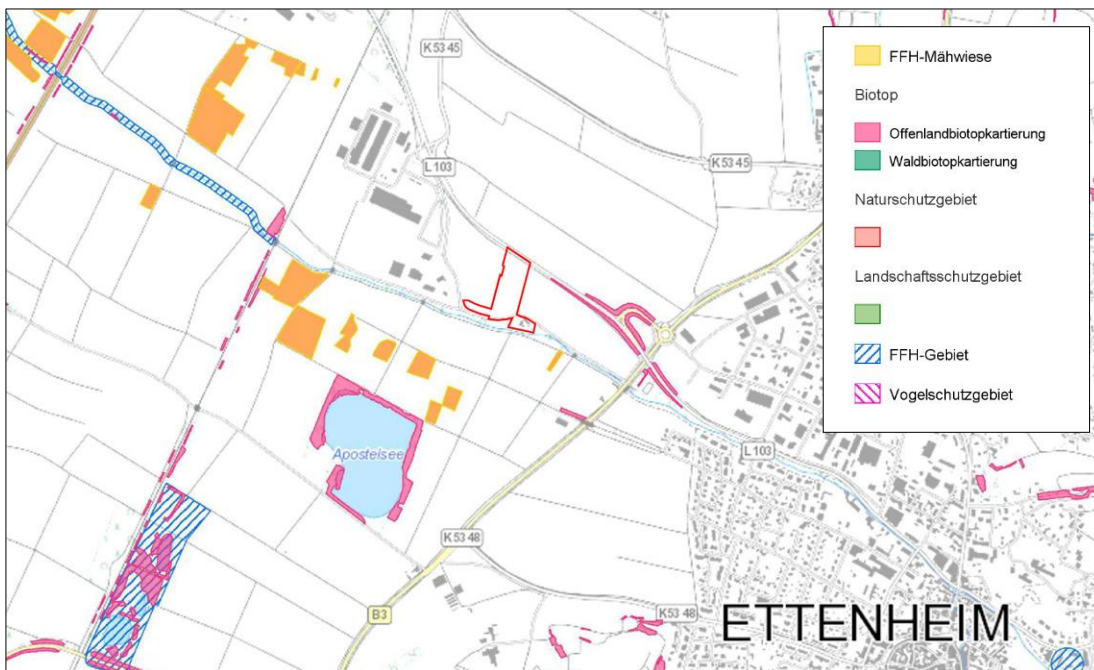 K 53 45
L 103
K 53 45
Apostelsee
L 103
K 53 48
B3
K 53 48
ETTENHEIM
FFH-Mähwiese
Biotop
Offenlandbiotopkartierung
Waldbiotopkartierung
Naturschutzgebiet
Landschaftsschutzgebiet
FFH-Gebiet
Vogelschutzgebiet